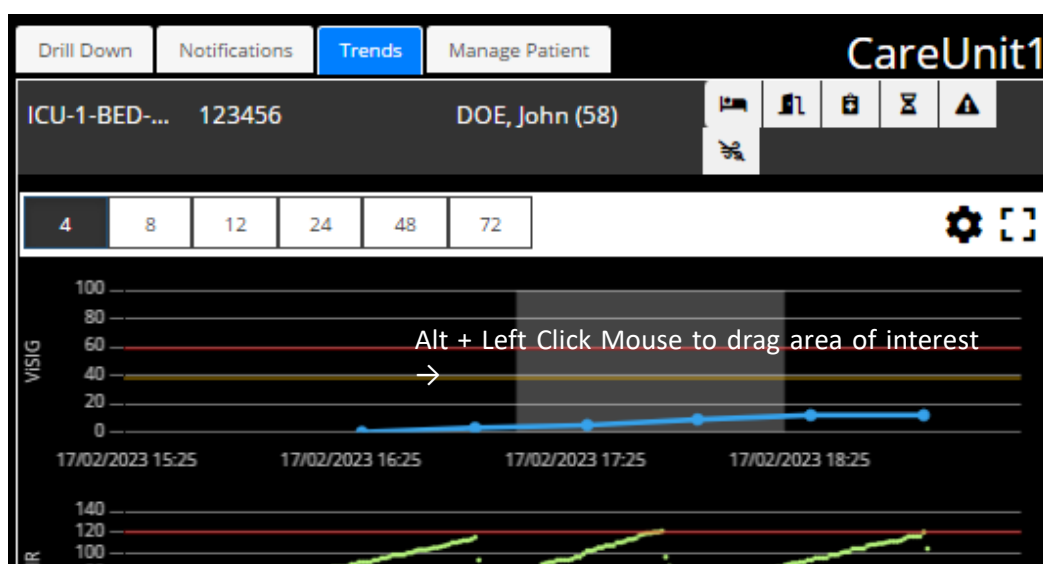 Drill Down Notifications Trends Manage Patient CareUnit1
ICU-1-BED-... 123456 DOE, John (58)
4 8 12 24 48 72
100
80
60
40
20
0
ViSIG
Alt + Left Click Mouse to drag area of interest
→
17/02/2023 15:25 17/02/2023 16:25 17/02/2023 17:25 17/02/2023 18:25
140
120
100